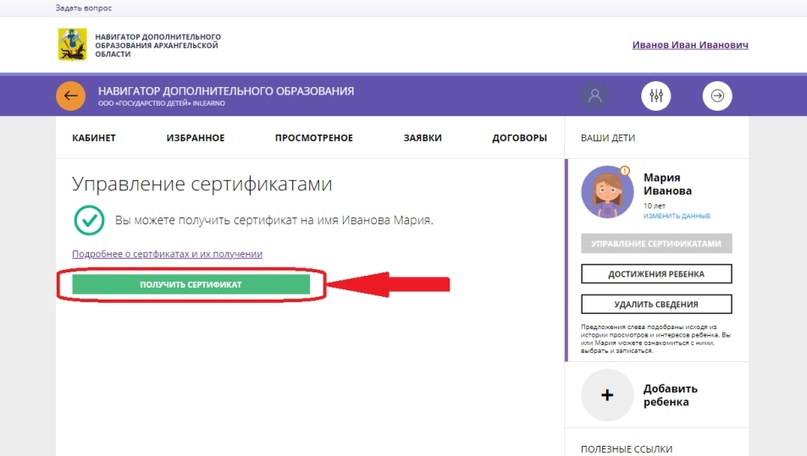 Задать вопрос
НАВИГАТОР ДОПОЛНИТЕЛЬНОГО
ОБРАЗОВАНИЯ АРХАНГЕЛЬСКОЙ
ОБЛАСТИ
Иванов Иван Иванович
НАВИГАТОР ДОПОЛНИТЕЛЬНОГО ОБРАЗОВАНИЯ
ООО «ГОСУДАРСТВО ДЕТЕЙ» INLEARNO
КАБИНЕТ ИЗБРАННОЕ ПРОСМОТРЕНОЕ ЗАЯВКИ ДОГОВОРЫ
Управление сертификатами
Вы можете получить сертификат на имя Иванова Мария.
Подробнее о сертфикатах и их получении
ПОЛУЧИТЬ СЕРТИФИКАТ
ВАШИ ДЕТИ
!
Мария
Иванова
10 лет
ИЗМЕНИТЬ ДАННЫЕ
УПРАВЛЕНИЕ СЕРТИФИКАТАМИ
ДОСТИЖЕНИЯ РЕБЕНКА
УДАЛИТЬ СВЕДЕНИЯ
Предложения слева подобраны исходя из
истории просмотров и интересов ребенка. Вы
или Мария можете ознакомиться с ними,
выбрать и записаться.
+
Добавить
ребенка
ПОЛЕЗНЫЕ ССЫЛКИ